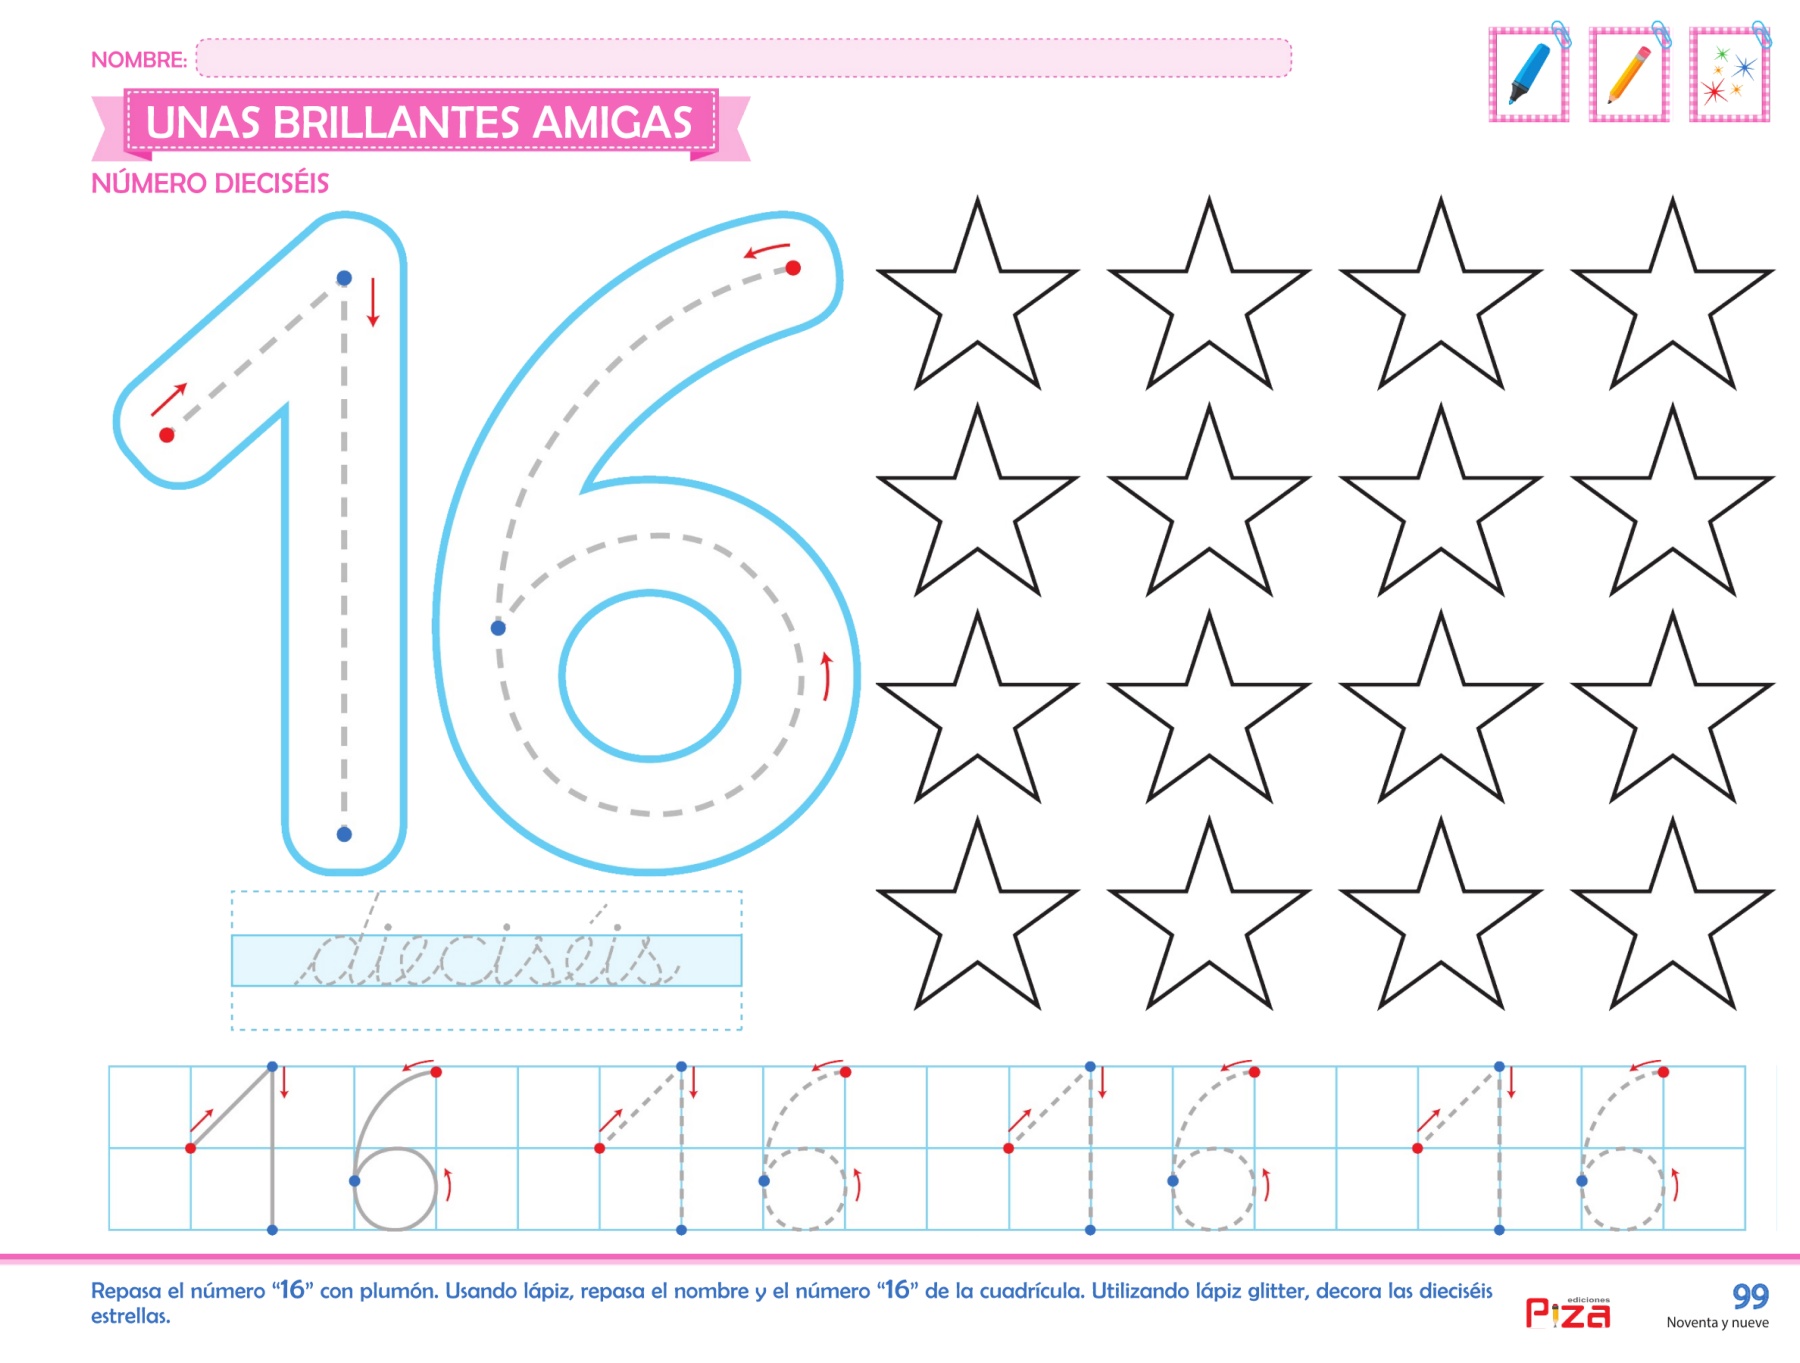 NOMBRE:
UNAS BRILLANTES AMIGAS
NÚMERO DIECISÉIS
16
dieciséis
16 16 16 16
Repasa el número “16” con plumón. Usando lápiz, repasa el nombre y el número “16” de la cuadrícula. Utilizando lápiz glitter, decora las dieciséis
estrellas.
ediciones
Piza
99
Noventa y nueve